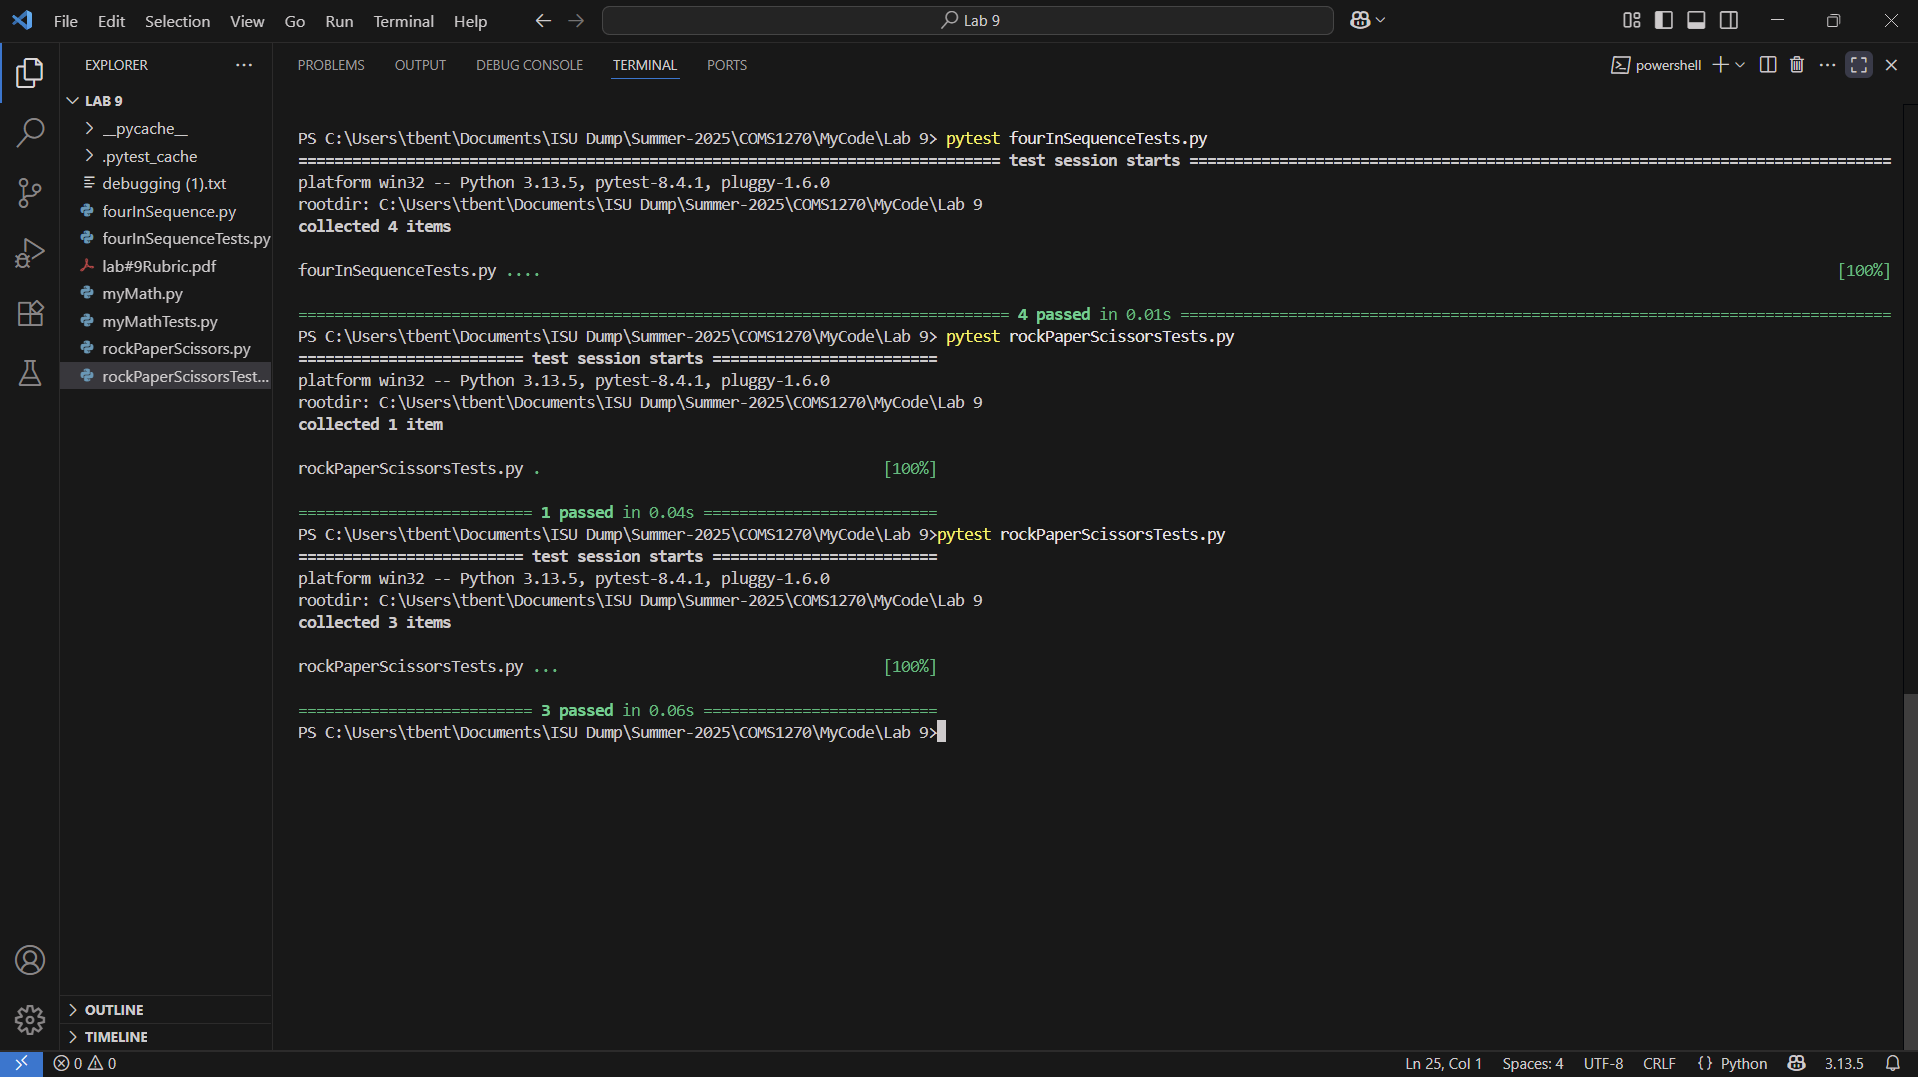 File Edit Selection View Go Run Terminal Help
Lab 9
EXPLORER
LAB 9
__pycache__
.pytest_cache
debugging (1).txt
fourInSequence.py
fourInSequenceTests.py
lab#9Rubric.pdf
myMath.py
myMathTests.py
rockPaperScissors.py
rockPaperScissorsTest...
OUTLINE
TIMELINE
PROBLEMS OUTPUT DEBUG CONSOLE TERMINAL PORTS
powershell
PS C:\Users\tbent\Documents\ISU Dump\Summer-2025\COMS1270\MyCode\Lab 9> pytest fourInSequenceTests.py
============================================================================== test session starts ==============================================================================
platform win32 -- Python 3.13.5, pytest-8.4.1, pluggy-1.6.0
rootdir: C:\Users\tbent\Documents\ISU Dump\Summer-2025\COMS1270\MyCode\Lab 9
collected 4 items
fourInSequenceTests.py .... [100%]
=============================================================================== 4 passed in 0.01s ===============================================================================
PS C:\Users\tbent\Documents\ISU Dump\Summer-2025\COMS1270\MyCode\Lab 9> pytest rockPaperScissorsTests.py
========================= test session starts =========================
platform win32 -- Python 3.13.5, pytest-8.4.1, pluggy-1.6.0
rootdir: C:\Users\tbent\Documents\ISU Dump\Summer-2025\COMS1270\MyCode\Lab 9
collected 1 item
rockPaperScissorsTests.py . [100%]
========================== 1 passed in 0.04s ==========================
PS C:\Users\tbent\Documents\ISU Dump\Summer-2025\COMS1270\MyCode\Lab 9>pytest rockPaperScissorsTests.py
========================= test session starts =========================
platform win32 -- Python 3.13.5, pytest-8.4.1, pluggy-1.6.0
rootdir: C:\Users\tbent\Documents\ISU Dump\Summer-2025\COMS1270\MyCode\Lab 9
collected 3 items
rockPaperScissorsTests.py ... [100%]
========================== 3 passed in 0.06s ==========================
PS C:\Users\tbent\Documents\ISU Dump\Summer-2025\COMS1270\MyCode\Lab 9>
0 0 Ln 25, Col 1 Spaces: 4 UTF-8 CRLF {} Python 3.13.5